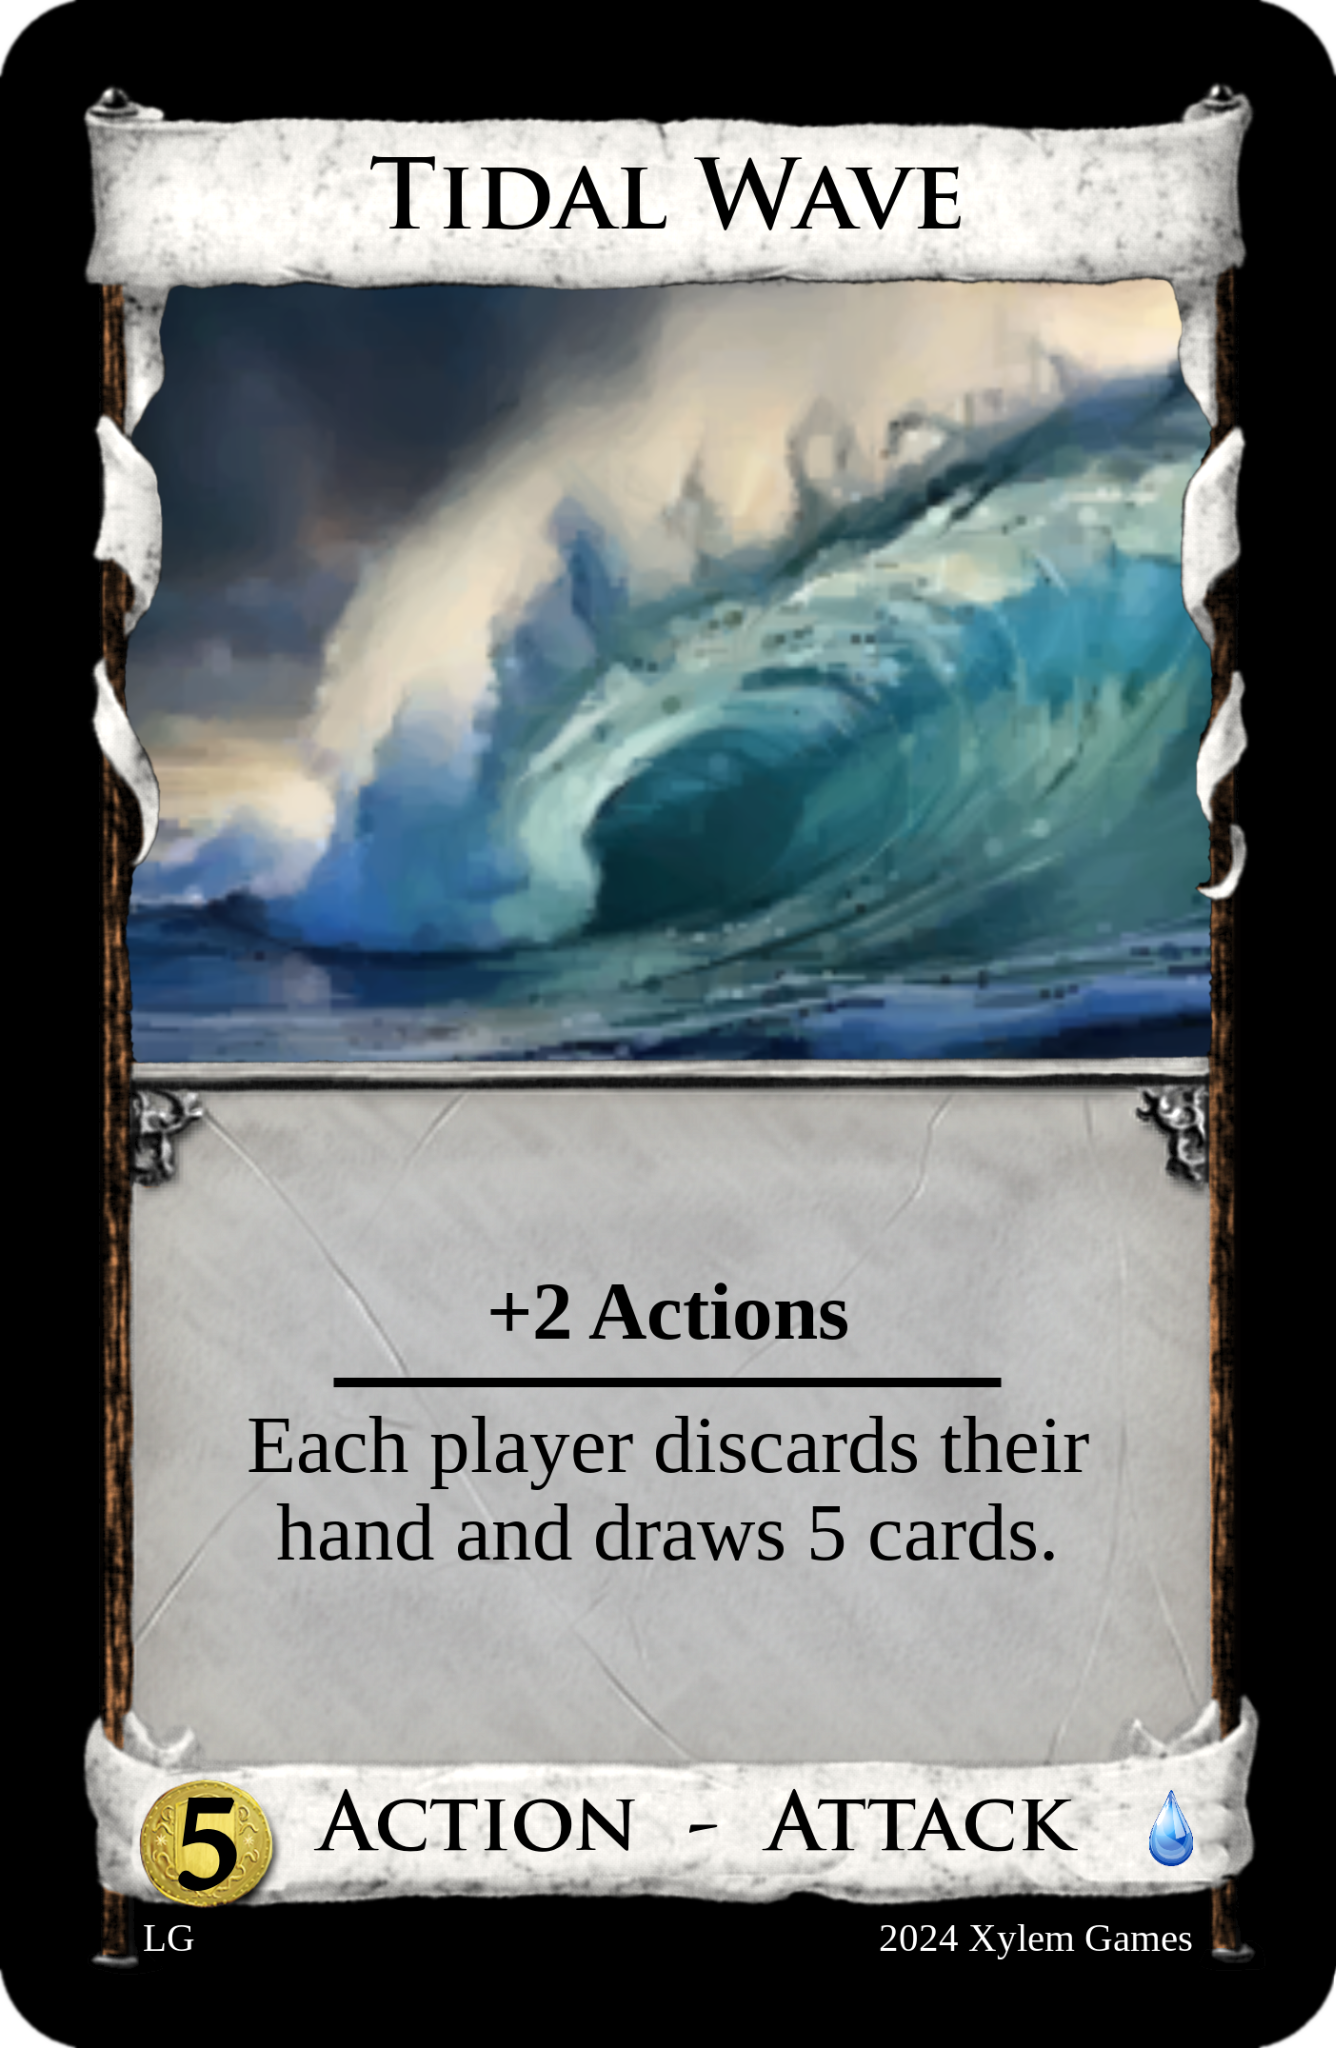 Tidal Wave
+2 Actions
Each player discards their
hand and draws 5 cards.
5 Action - Attack
LG 2024 Xylem Games